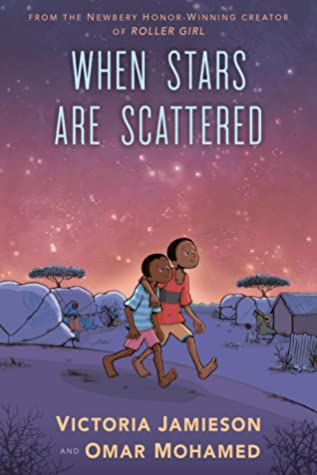 FROM THE NEWBERY HONOR-WINNING CREATOR
OF ROLLER GIRL
WHEN STARS
ARE SCATTERED
VICTORIA JAMIESON
AND OMAR MOHAMED